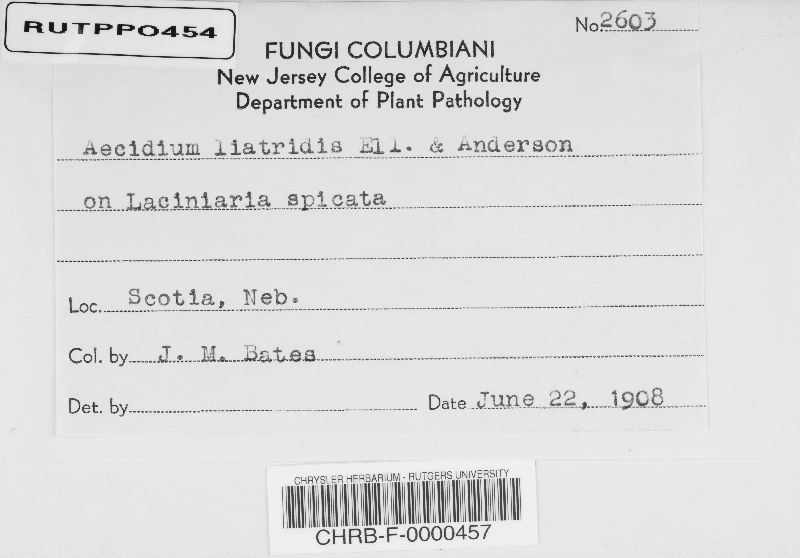 RUTPP0454
No. 2603
FUNGI COLUMBIANI
New Jersey College of Agriculture
Department of Plant Pathology
Aecidium liatridis Ell. & Anderson
on Laciniaria spicata
Loc. Scotia, Neb.
Col. by J. M. Bates
Det. by
Date June 22, 1908
CHRYSLER HERBARIUM - RUTGERS UNIVERSITY
CHRB-F-0000457